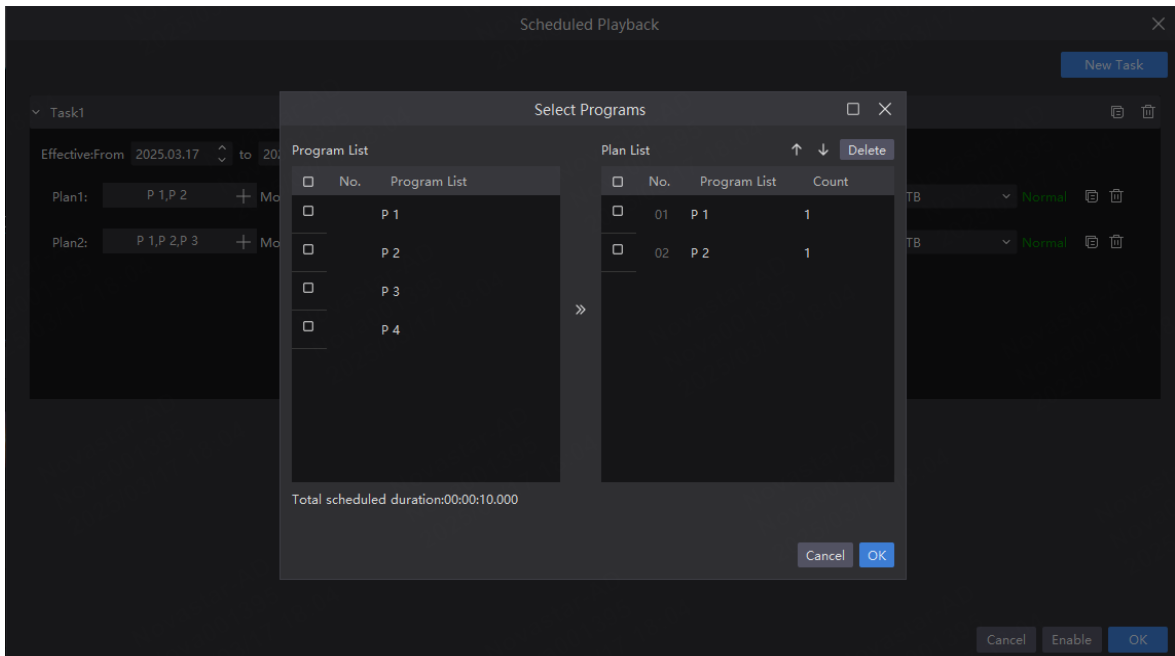 Scheduled Playback
New Task
Task1
Select Programs
Effective:From 2025.03.17 to
Program List
Plan List
Delete
No. Program List
No. Program List Count
Plan1: P 1,P 2
TB Normal
P 1
01 P 1 1
Plan2: P 1,P 2,P 3
TB Normal
P 2
02 P 2 1
P 3
P 4
Total scheduled duration:00:00:10.000
Cancel OK
Cancel Enable OK